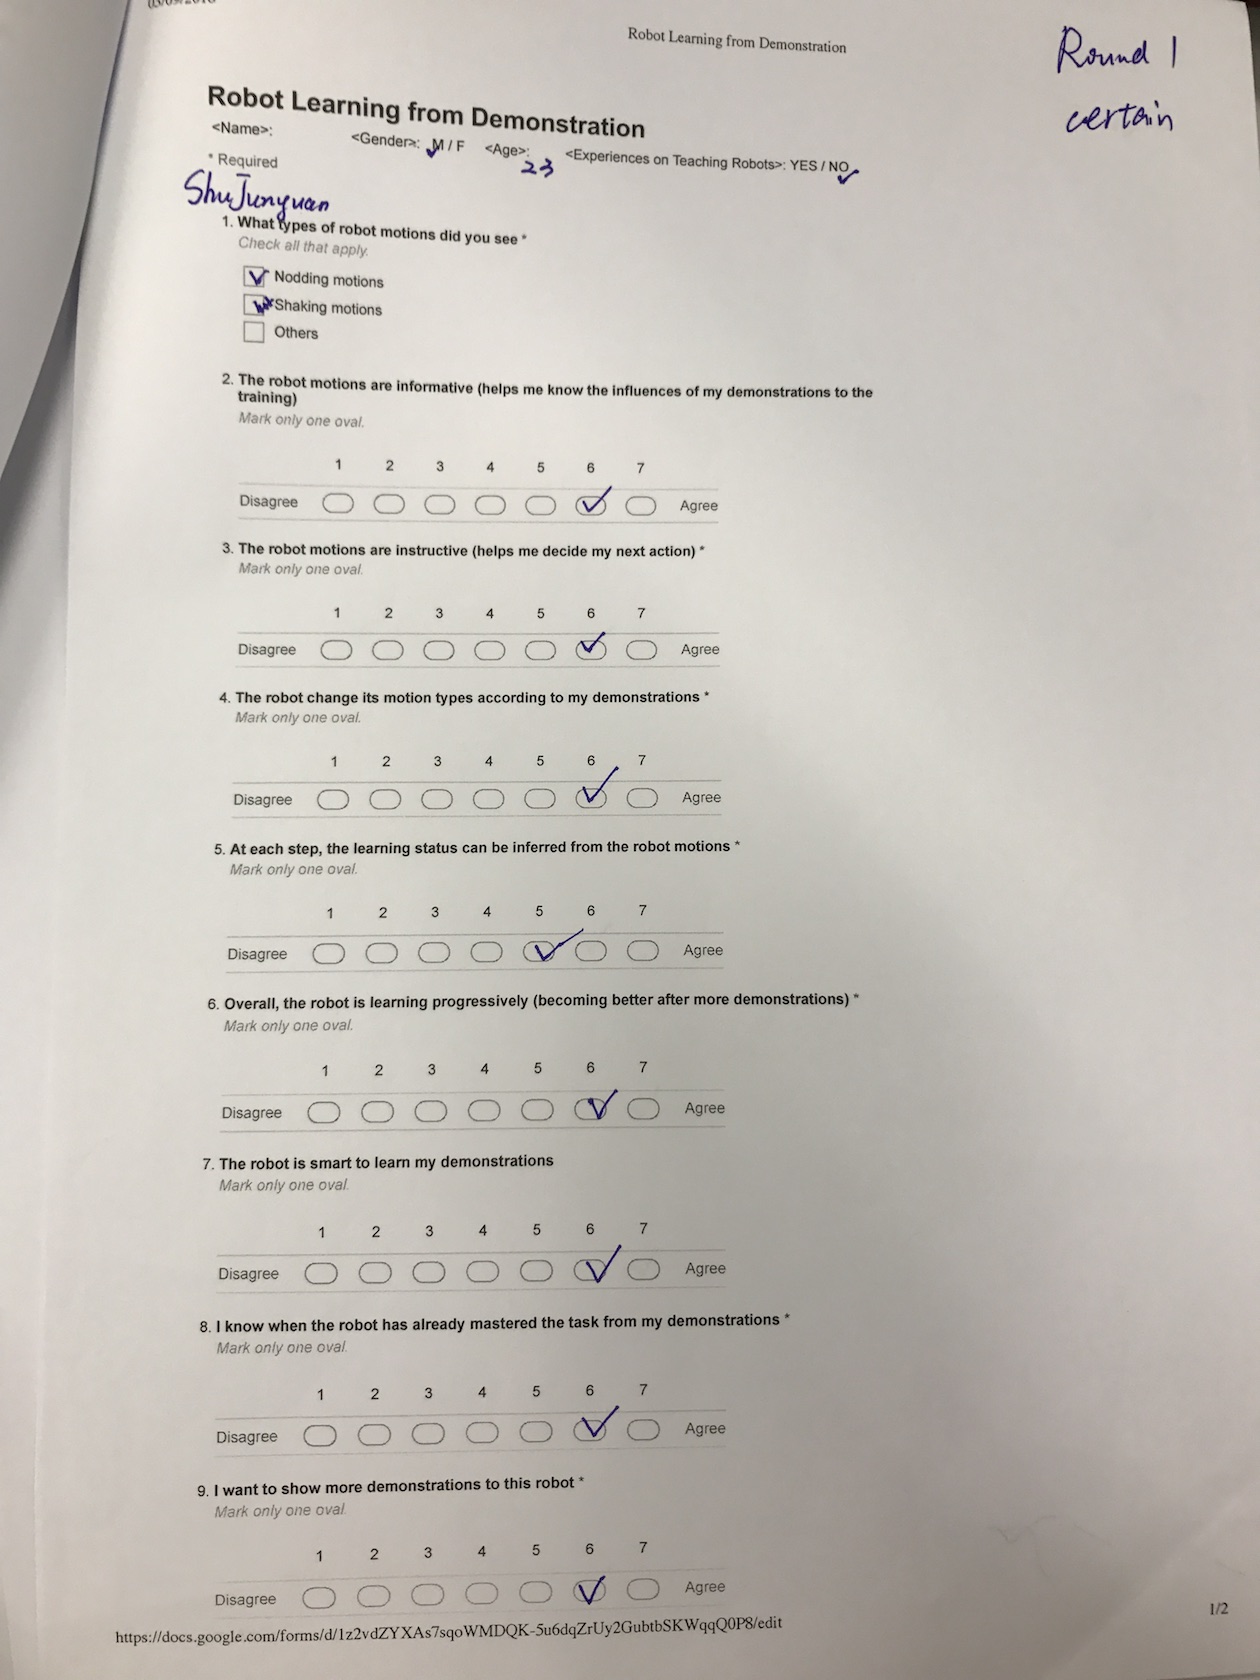 Robot Learning from Demonstration
Round 1
certain
Robot Learning from Demonstration
<Name>: <Gender>: M / F <Age>: 23 <Experiences on Teaching Robots>: YES / NO
* Required
Shu Junyuan
1. What types of robot motions did you see *
Check all that apply.
Nodding motions
Shaking motions
Others
2. The robot motions are informative (helps me know the influences of my demonstrations to the
training)
Mark only one oval.
1 2 3 4 5 6 7
Disagree Agree
3. The robot motions are instructive (helps me decide my next action) *
Mark only one oval.
1 2 3 4 5 6 7
Disagree Agree
4. The robot change its motion types according to my demonstrations *
Mark only one oval.
1 2 3 4 5 6 7
Disagree Agree
5. At each step, the learning status can be inferred from the robot motions *
Mark only one oval.
1 2 3 4 5 6 7
Disagree Agree
6. Overall, the robot is learning progressively (becoming better after more demonstrations) *
Mark only one oval.
1 2 3 4 5 6 7
Disagree Agree
7. The robot is smart to learn my demonstrations
Mark only one oval.
1 2 3 4 5 6 7
Disagree Agree
8. I know when the robot has already mastered the task from my demonstrations *
Mark only one oval.
1 2 3 4 5 6 7
Disagree Agree
9. I want to show more demonstrations to this robot *
Mark only one oval.
1 2 3 4 5 6 7
Disagree Agree
https://docs.google.com/forms/d/1z2vdZYXAs7sqoWMDQK-5u6dqZrUy2GubtbSKWqqQ0P8/edit
1/2